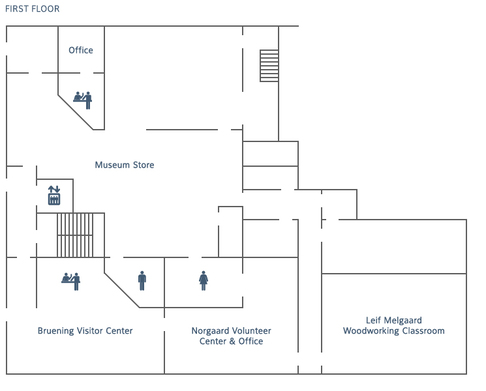 FIRST FLOOR
Office
Museum Store
Bruening Visitor Center
Norgaard Volunteer
Center & Office
Leif Melgaard
Woodworking Classroom